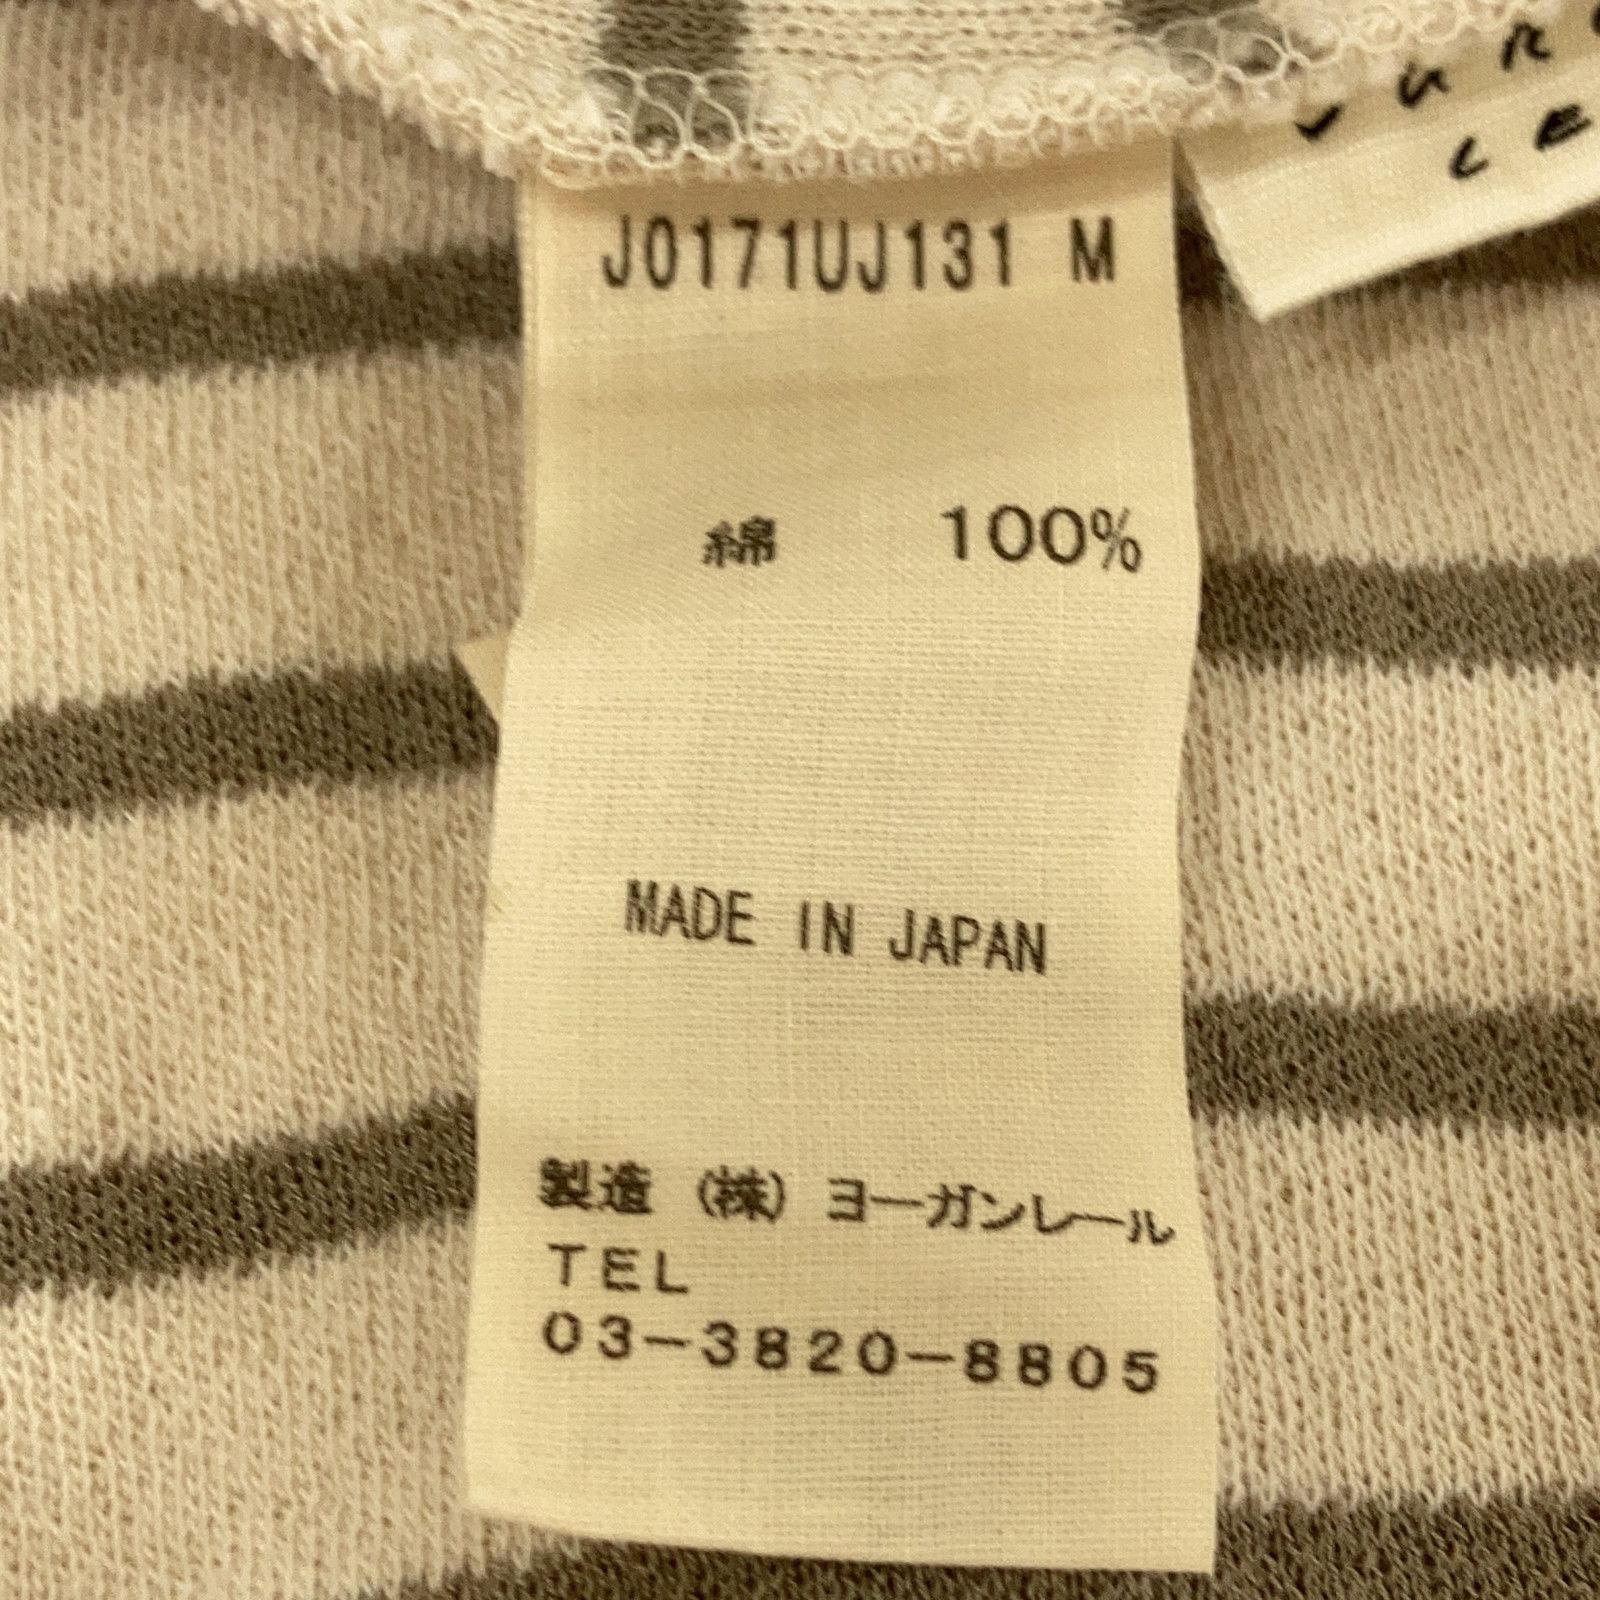 J0171UJ131 M
綿 100%
MADE IN JAPAN
製造 (株) ヨーガンレール
TEL
03-3820-8805